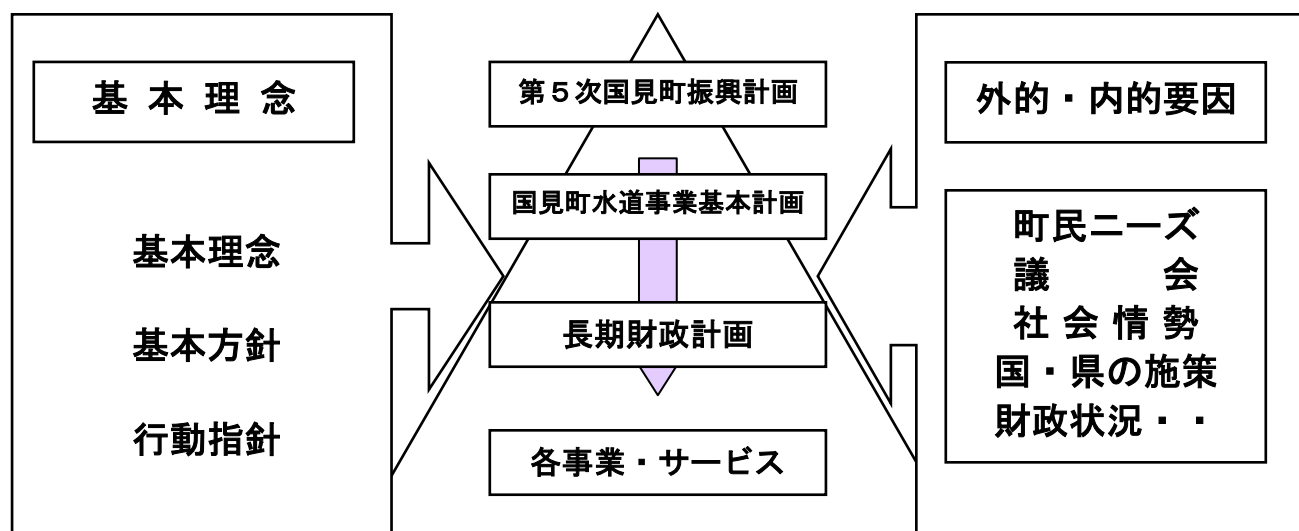 基 本 理 念
基本理念
基本方針
行動指針
第５次国見町振興計画
国見町水道事業基本計画
長期財政計画
各事業・サービス
外的・内的要因
町民ニーズ
議　　　会
社 会 情 勢
国・県の施策
財政状況・・